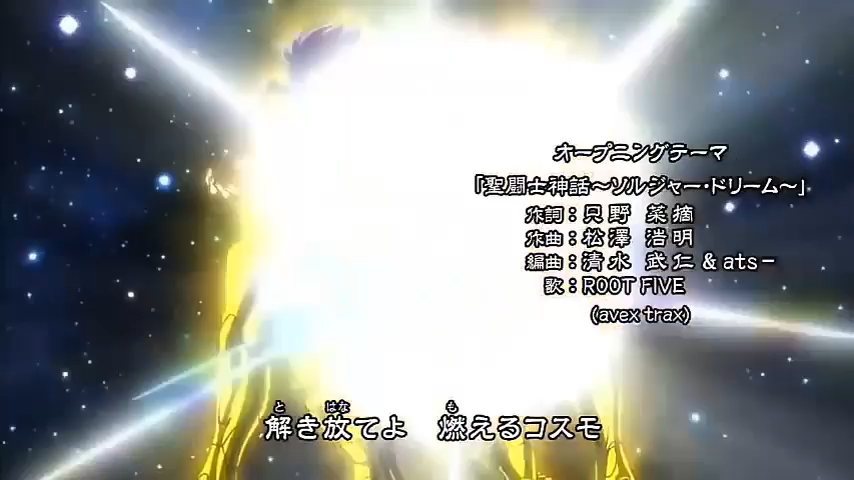 オープニングテーマ
「聖闘士神話～ソルジャー・ドリーム～」
作詞：只野 菜摘
作曲：松澤 浩明
編曲：清水 武仁 & ats-
歌：ROOT FIVE
(avex trax)
と はな も
解き放てよ 燃えるコスモ